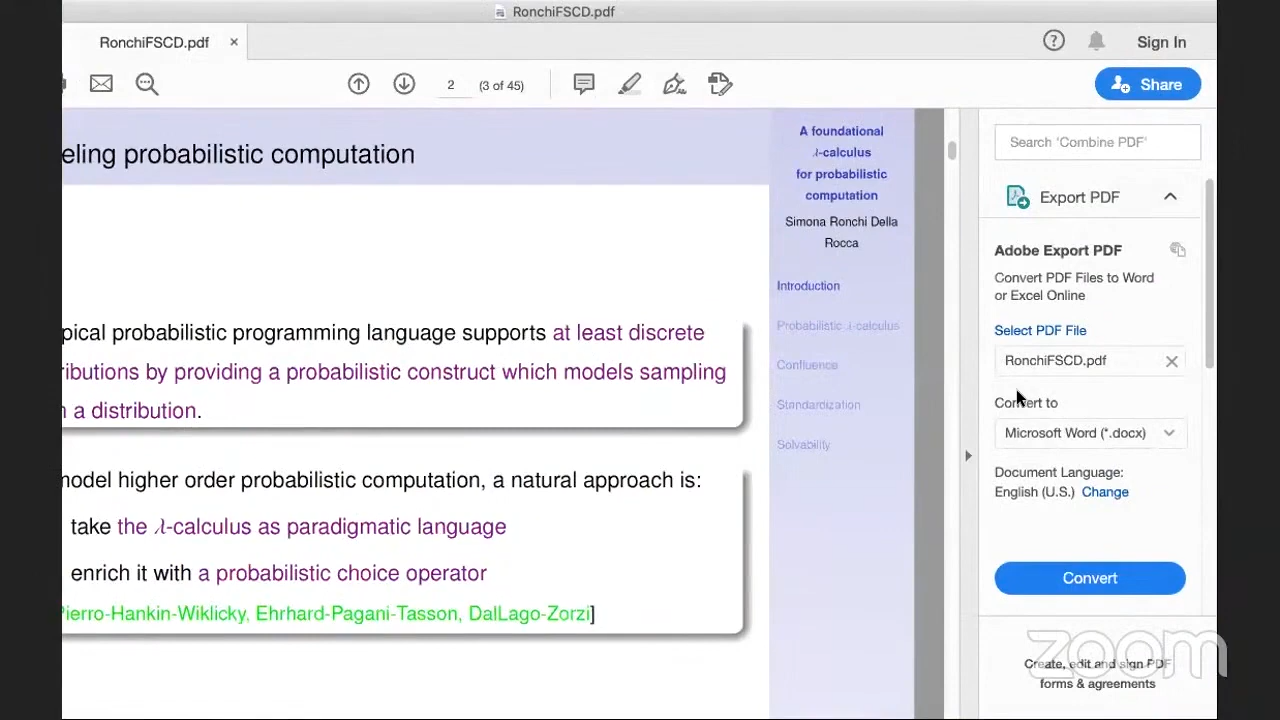 RonchiFSCD.pdf
RonchiFSCD.pdf ×
Sign In
2 (3 of 45)
Share
eling probabilistic computation
pical probabilistic programming language supports at least discrete
ributions by providing a probabilistic construct which models sampling
a distribution.
model higher order probabilistic computation, a natural approach is:
take the λ-calculus as paradigmatic language
enrich it with a probabilistic choice operator
Pierro-Hankin-Wiklicky, Ehrhard-Pagani-Tasson, DalLago-Zorzi]
A foundational
λ-calculus
for probabilistic
computation
Simona Ronchi Della
Rocca
Introduction
Probabilistic λ-calculus
Confluence
Standardization
Solvability
Search 'Combine PDF'
Export PDF
Adobe Export PDF
Convert PDF Files to Word
or Excel Online
Select PDF File
RonchiFSCD.pdf
Convert to
Microsoft Word (*.docx)
Document Language:
English (U.S.) Change
Convert
Create, edit and sign PDF
forms & agreements
zoom